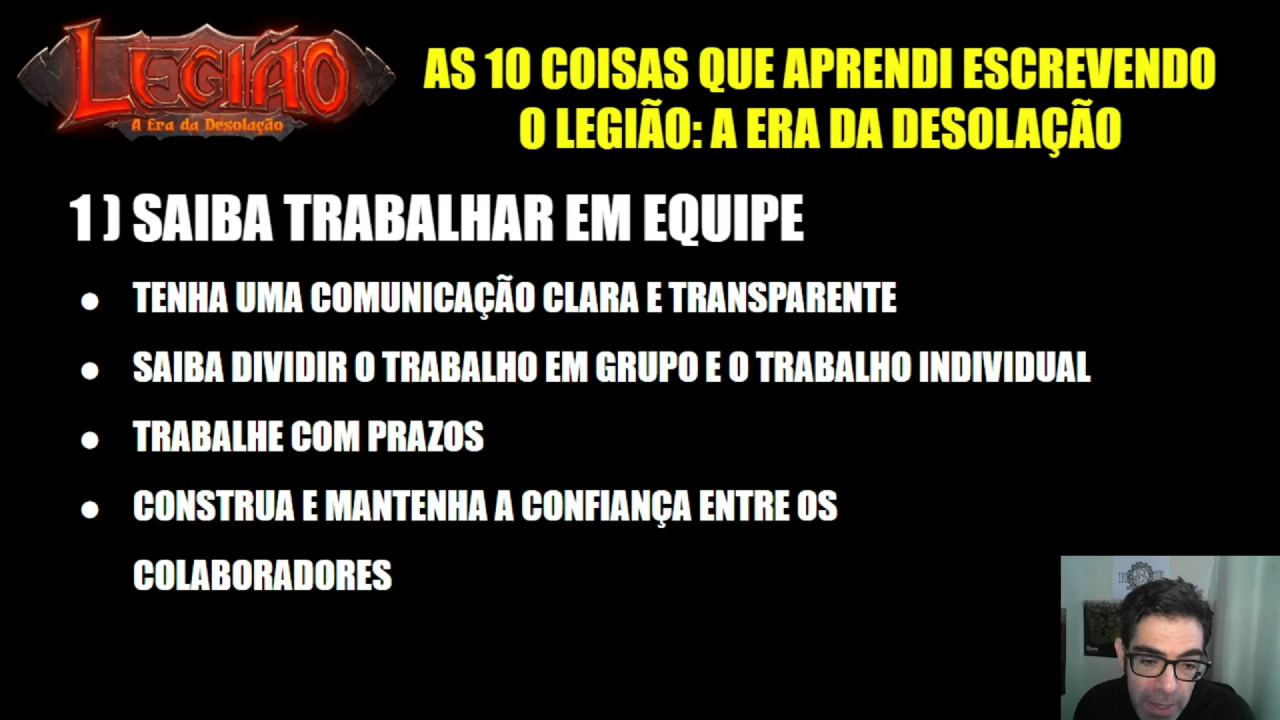 LEGIÃO
A Era da Desolação
AS 10 COISAS QUE APRENDI ESCREVENDO
O LEGIÃO: A ERA DA DESOLAÇÃO
1 ) SAIBA TRABALHAR EM EQUIPE
● TENHA UMA COMUNICAÇÃO CLARA E TRANSPARENTE
● SAIBA DIVIDIR O TRABALHO EM GRUPO E O TRABALHO INDIVIDUAL
● TRABALHE COM PRAZOS
● CONSTRUA E MANTENHA A CONFIANÇA ENTRE OS
COLABORADORES